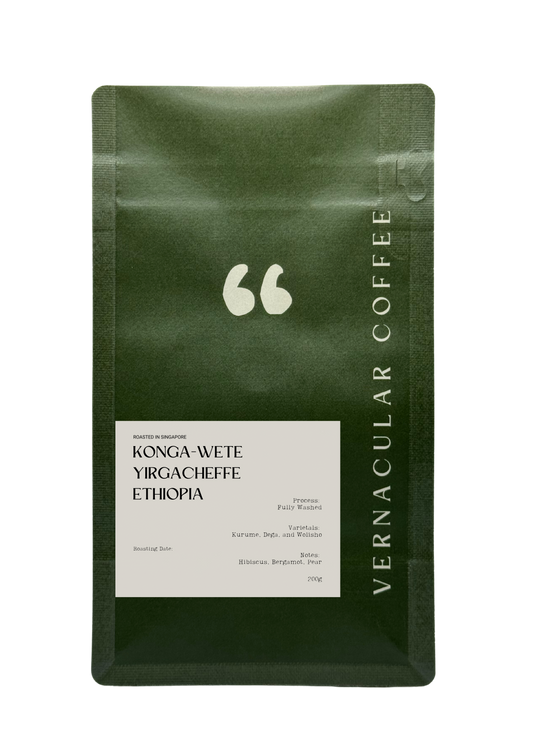 “
VERNACULAR COFFEE
ROASTED IN SINGAPORE
KONGA-WETE
YIRGACHEFFE
ETHIOPIA
Process:
Fully Washed
Varietals:
Kurume, Dega, and Wolisho
Roasting Date:
Notes:
Hibiscus, Bergamot, Pear
200g